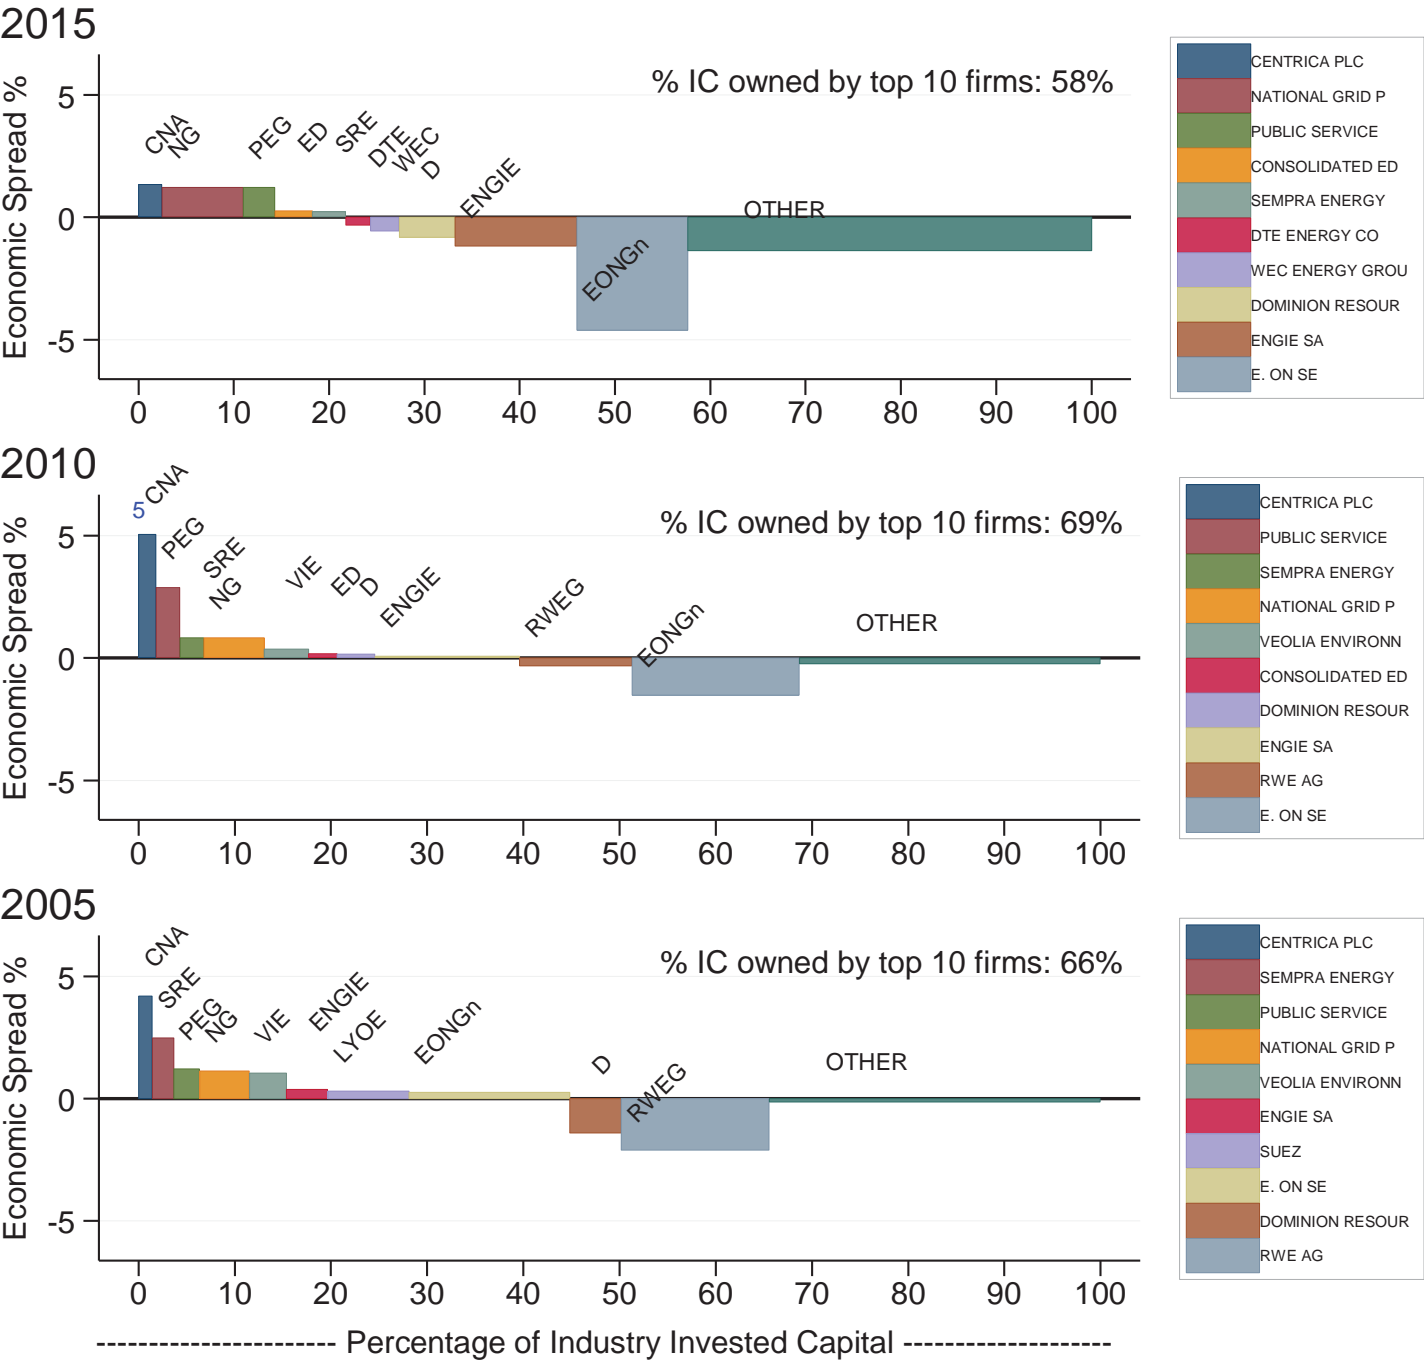 2015
Economic Spread %
% IC owned by top 10 firms: 58%
5
0
-5
CNA
NG
PEG
ED
SRE
DTE
WEC
D
ENGIE
EONGn
OTHER
0 10 20 30 40 50 60 70 80 90 100
CENTRICA PLC
NATIONAL GRID P
PUBLIC SERVICE
CONSOLIDATED ED
SEMPRA ENERGY
DTE ENERGY CO
WEC ENERGY GROU
DOMINION RESOUR
ENGIE SA
E. ON SE
2010
Economic Spread %
% IC owned by top 10 firms: 69%
5
0
-5
5
CNA
PEG
SRE
NG
VIE
ED
D
ENGIE
RWEG
EONGn
OTHER
0 10 20 30 40 50 60 70 80 90 100
CENTRICA PLC
PUBLIC SERVICE
SEMPRA ENERGY
NATIONAL GRID P
VEOLIA ENVIRONN
CONSOLIDATED ED
DOMINION RESOUR
ENGIE SA
RWE AG
E. ON SE
2005
Economic Spread %
% IC owned by top 10 firms: 66%
5
0
-5
CNA
SRE
PEG
NG
VIE
ENGIE
LYOE
EONGn
D
RWEG
OTHER
0 10 20 30 40 50 60 70 80 90 100
CENTRICA PLC
SEMPRA ENERGY
PUBLIC SERVICE
NATIONAL GRID P
VEOLIA ENVIRONN
ENGIE SA
SUEZ
E. ON SE
DOMINION RESOUR
RWE AG
---------------------- Percentage of Industry Invested Capital -------------------